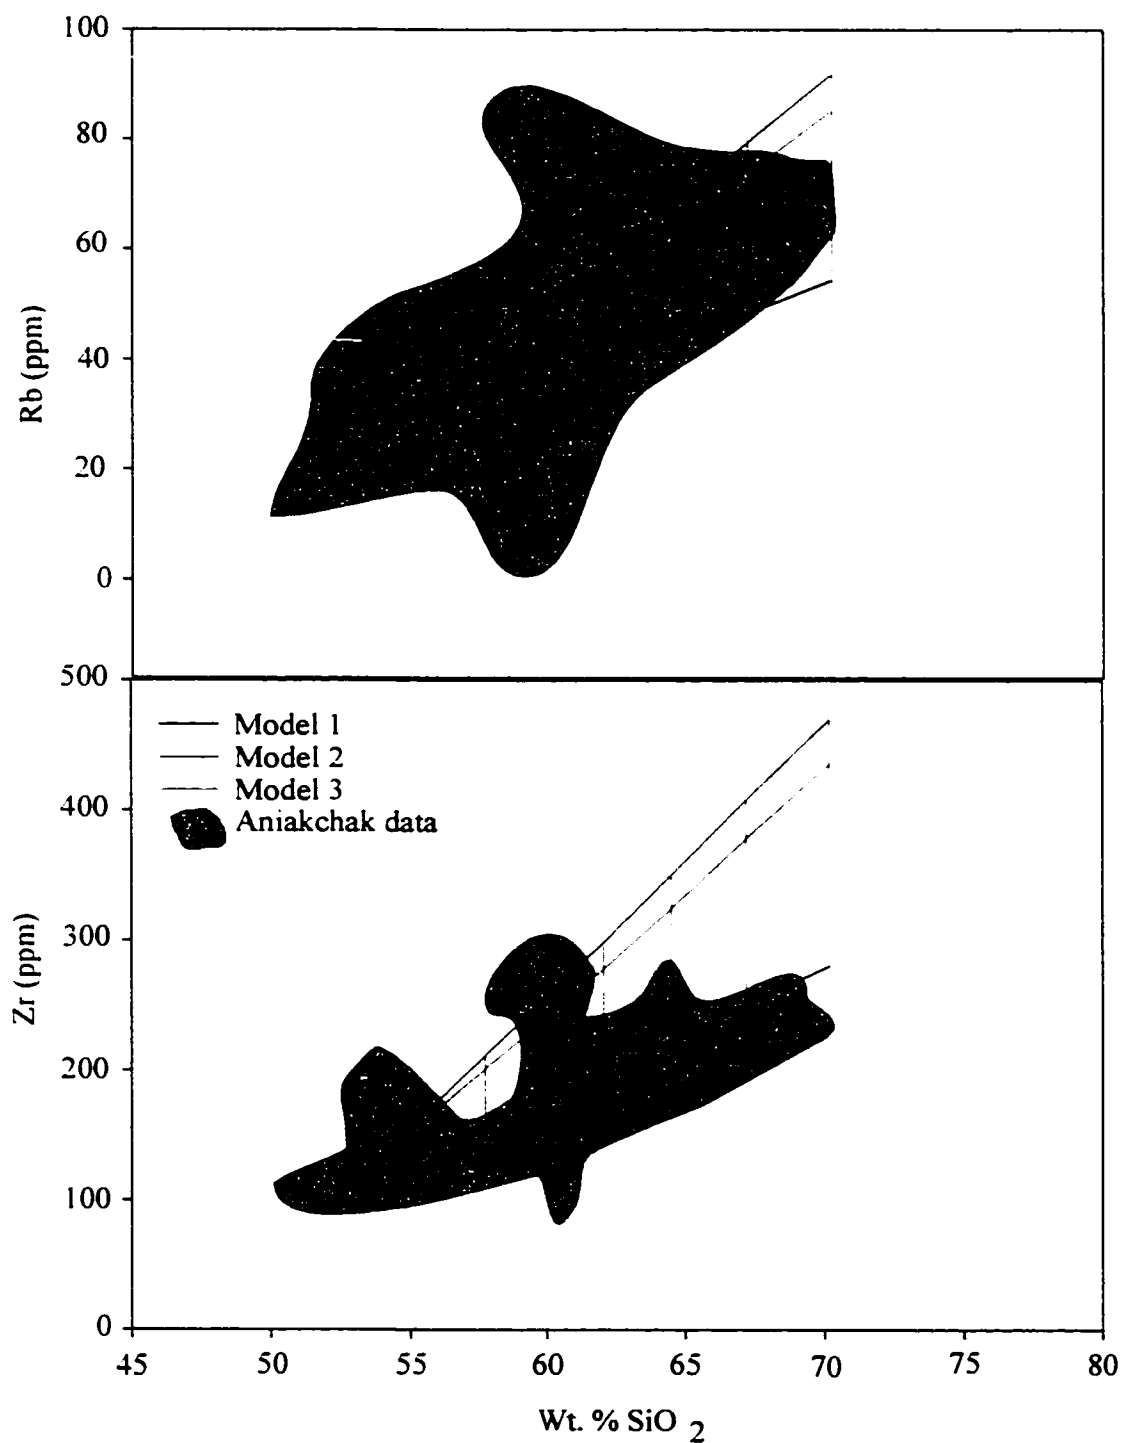 100
80
60
40
20
0
Rb (ppm)
500
400
300
200
100
0
Zr (ppm)
Model 1
Model 2
Model 3
Aniakchak data
45 50 55 60 65 70 75 80
Wt. % SiO 2